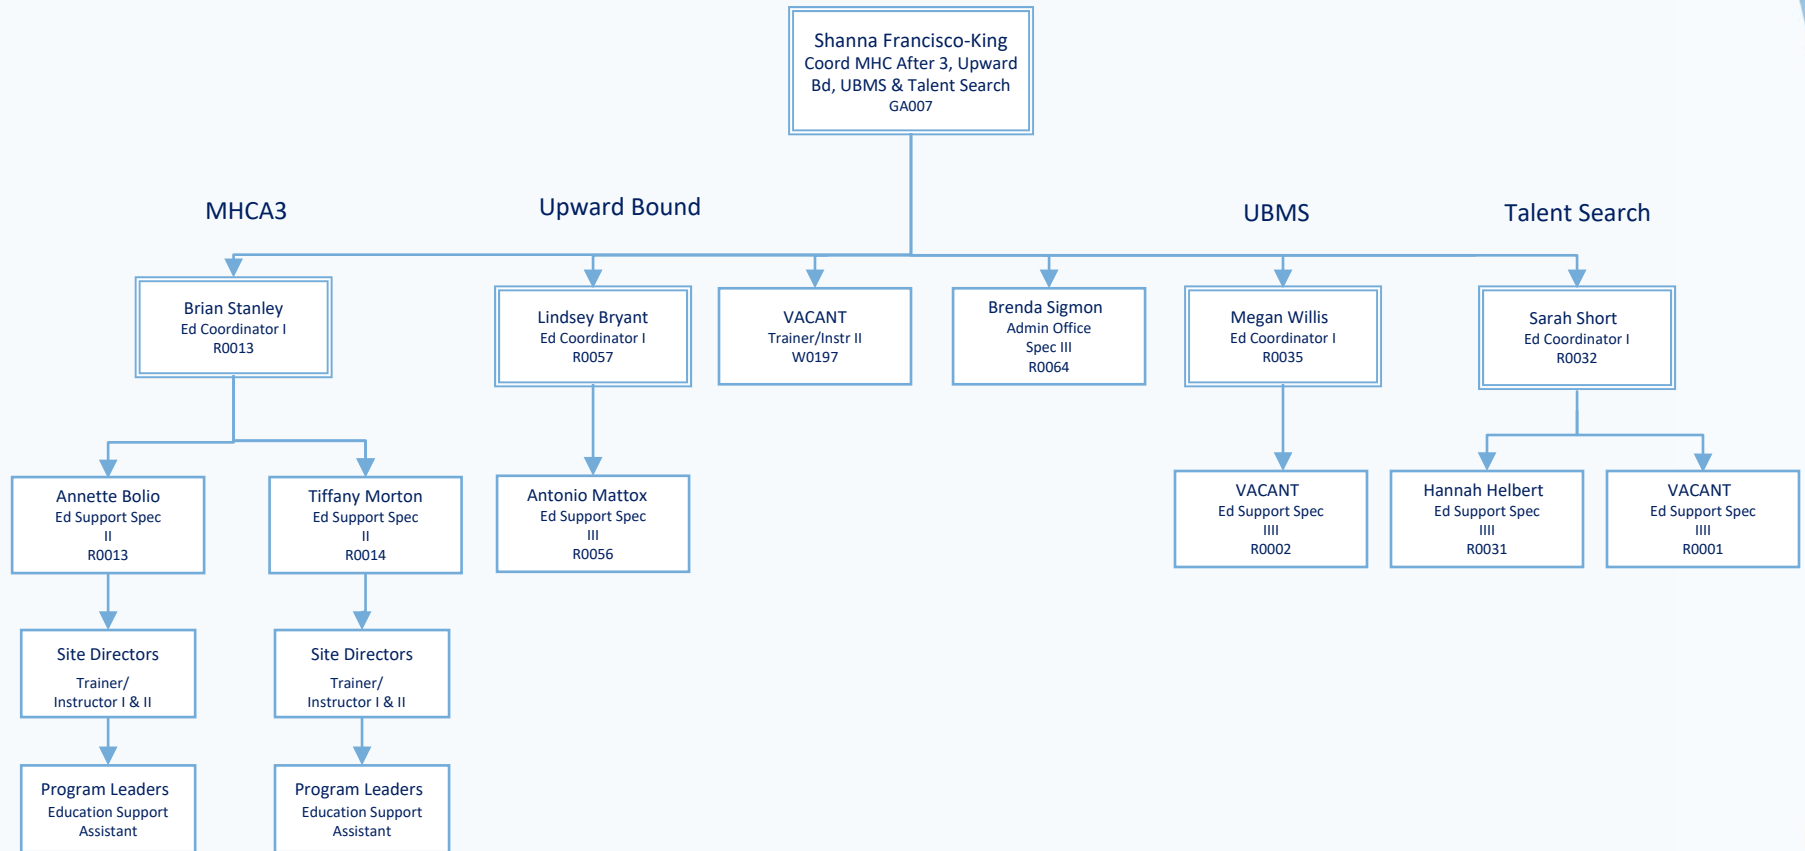 Shanna Francisco-King
Coord MHC After 3, Upward
Bd, UBMS & Talent Search
GA007
MHCA3
Upward Bound
UBMS
Talent Search
Brian Stanley
Ed Coordinator I
R0013
Lindsey Bryant
Ed Coordinator I
R0057
VACANT
Trainer/Instr II
W0197
Brenda Sigmon
Admin Office
Spec III
R0064
Megan Willis
Ed Coordinator I
R0035
Sarah Short
Ed Coordinator I
R0032
Annette Bolio
Ed Support Spec
II
R0013
Tiffany Morton
Ed Support Spec
II
R0014
Antonio Mattox
Ed Support Spec
III
R0056
VACANT
Ed Support Spec
IIII
R0002
Hannah Helbert
Ed Support Spec
IIII
R0031
VACANT
Ed Support Spec
IIII
R0001
Site Directors
Trainer/
Instructor I & II
Site Directors
Trainer/
Instructor I & II
Program Leaders
Education Support
Assistant
Program Leaders
Education Support
Assistant